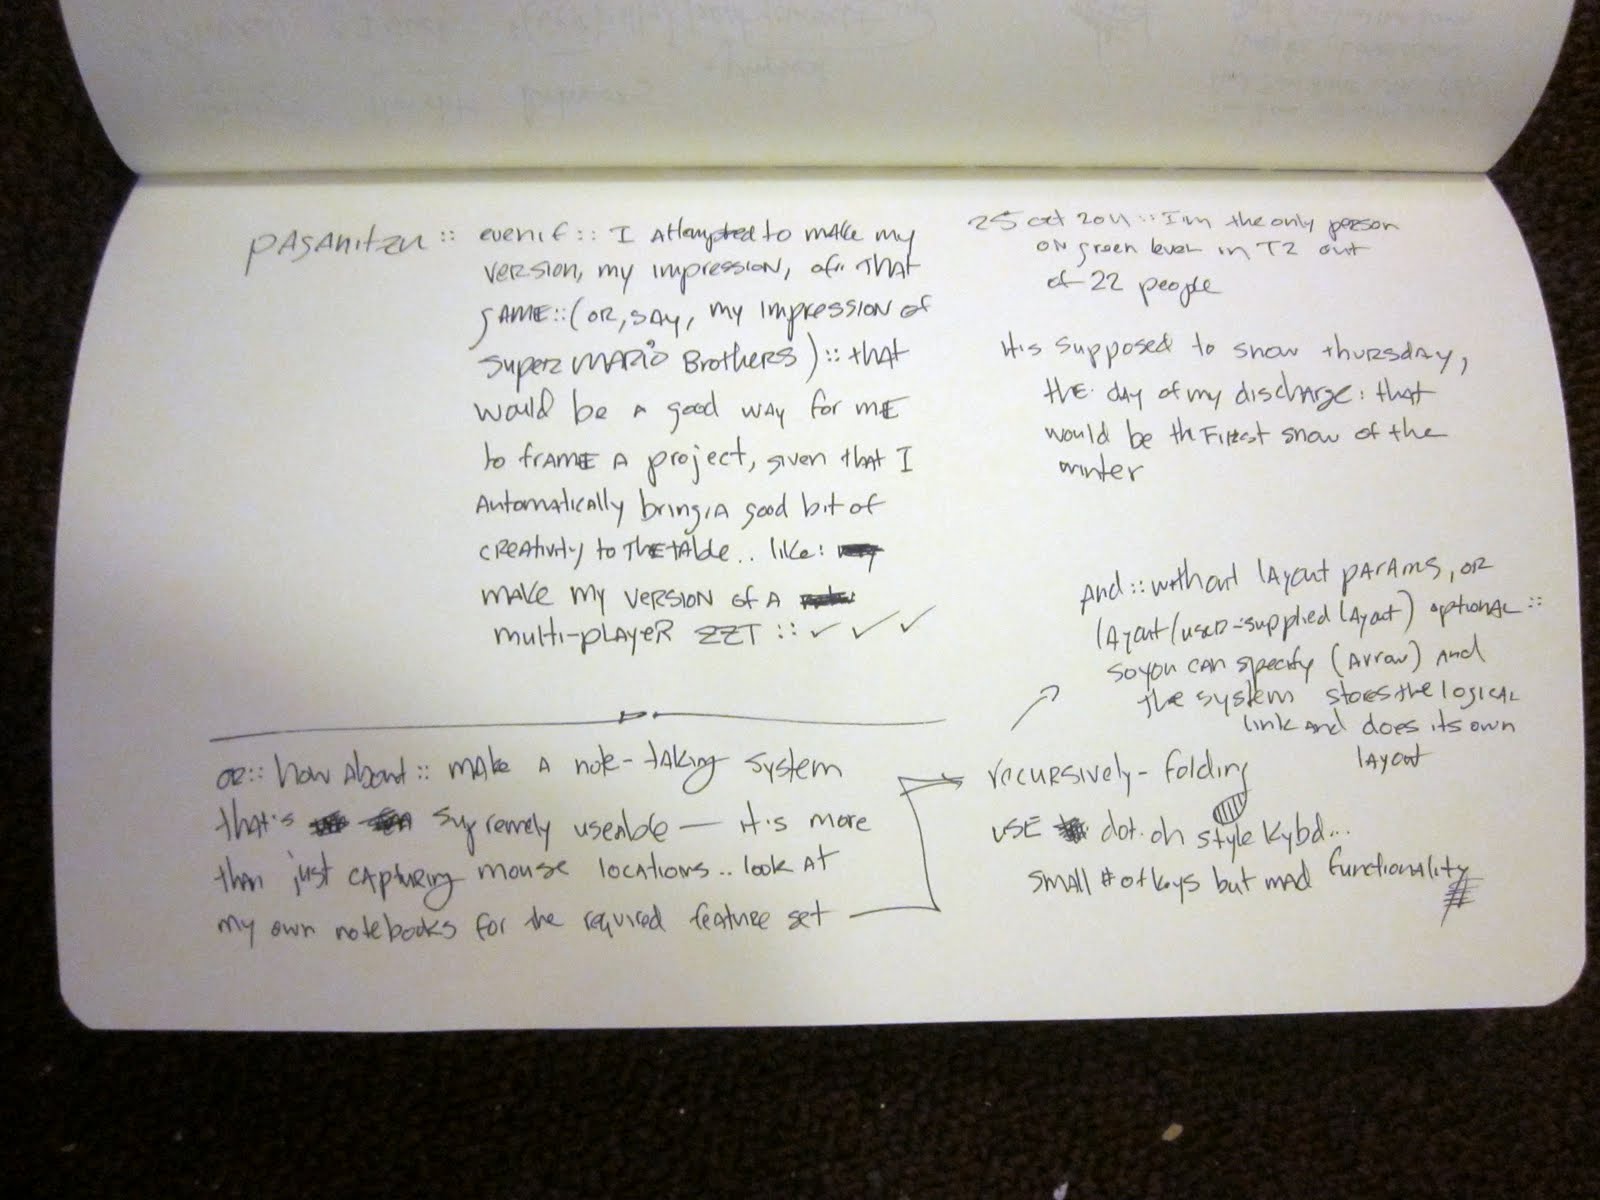 paganitzu :: even if :: I attempted to make my
version, my impression, of :: that
game :: (or, say, my impression of
super mario brothers) :: that
would be a good way for me
to frame a project, given that I
automatically bring a good bit of
creativity to the table .. like:
make my version of a
multi-player ZZT :: ✓ ✓ ✓
25 oct 2011 :: I'm the only person
on green level in T2 out
of 22 people
it's supposed to snow thursday,
the day of my discharge: that
would be th first snow of the
winter
or :: how about :: make a note-taking system
that's supremely useable — it's more
than just capturing mouse locations .. look at
my own notebooks for the required feature set
recursively-folding
use dot.oh style kybd...
small # of keys but mad functionality
and :: without layout params, or
layout/user-supplied layout) optional ::
so you can specify (arrow) and
the system stores the logical
link and does its own
layout